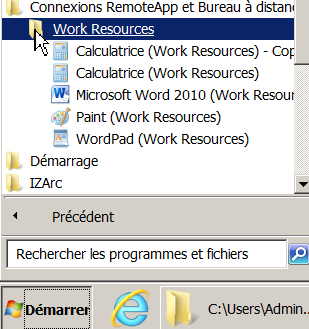 Connexions RemoteApp et Bureau à distan
Work Resources
Calculatrice (Work Resources) - Cop
Calculatrice (Work Resources)
Microsoft Word 2010 (Work Resour
Paint (Work Resources)
WordPad (Work Resources)
Démarrage
IZArc
Précédent
Rechercher les programmes et fichiers
Démarrer
C:\Users\Admin...